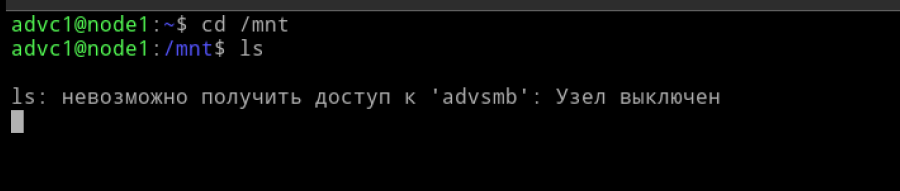 advc1@node1:~$ cd /mnt
advc1@node1:/mnt$ ls
ls: невозможно получить доступ к 'advsmb': Узел выключен